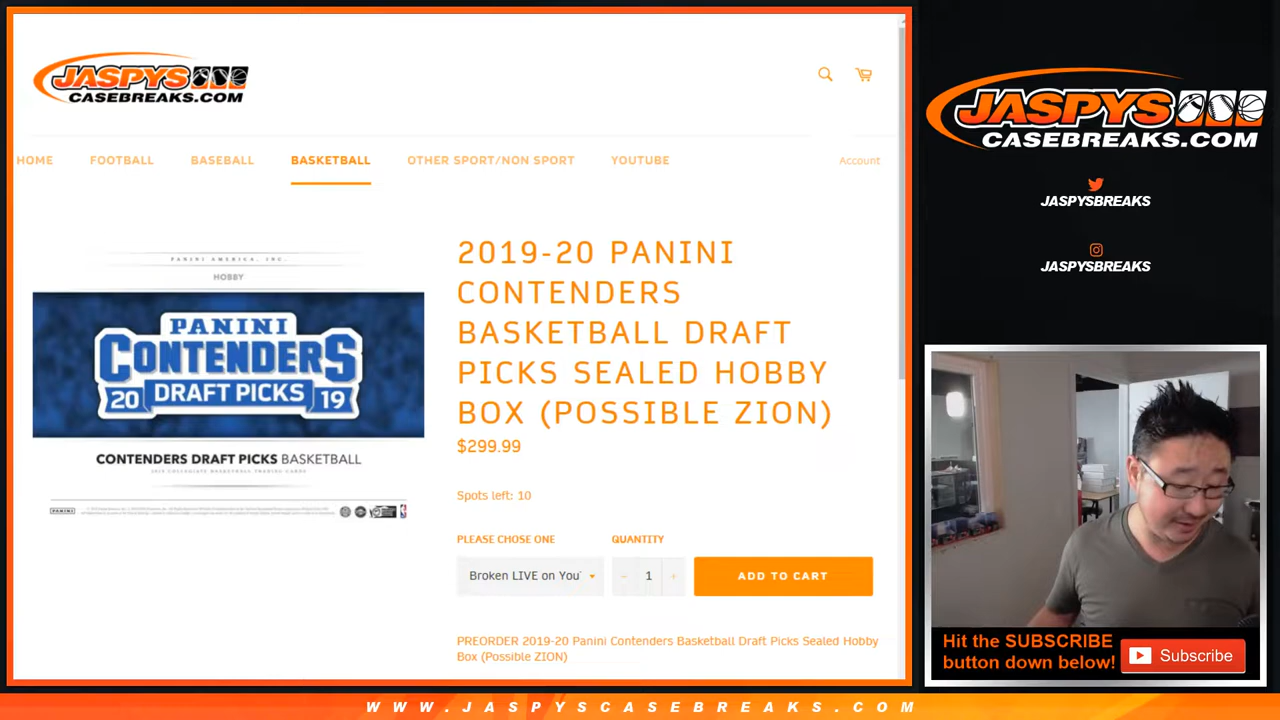 JASPYS
CASEBREAKS.COM
HOME FOOTBALL BASEBALL BASKETBALL OTHER SPORT/NON SPORT YOUTUBE Account
PANINI AMERICA, INC.
HOBBY
PANINI
CONTENDERS
20 DRAFT PICKS 19
CONTENDERS DRAFT PICKS BASKETBALL
PANINI
2019-20 PANINI
CONTENDERS
BASKETBALL DRAFT
PICKS SEALED HOBBY
BOX (POSSIBLE ZION)
$299.99
Spots left: 10
PLEASE CHOSE ONE QUANTITY
Broken LIVE on You
− 1 +
ADD TO CART
PREORDER 2019-20 Panini Contenders Basketball Draft Picks Sealed Hobby
Box (Possible ZION)
JASPYS
CASEBREAKS.COM
JASPYSBREAKS
JASPYSBREAKS
Hit the SUBSCRIBE
button down below!
Subscribe
WWW.JASPYSCASEBREAKS.COM